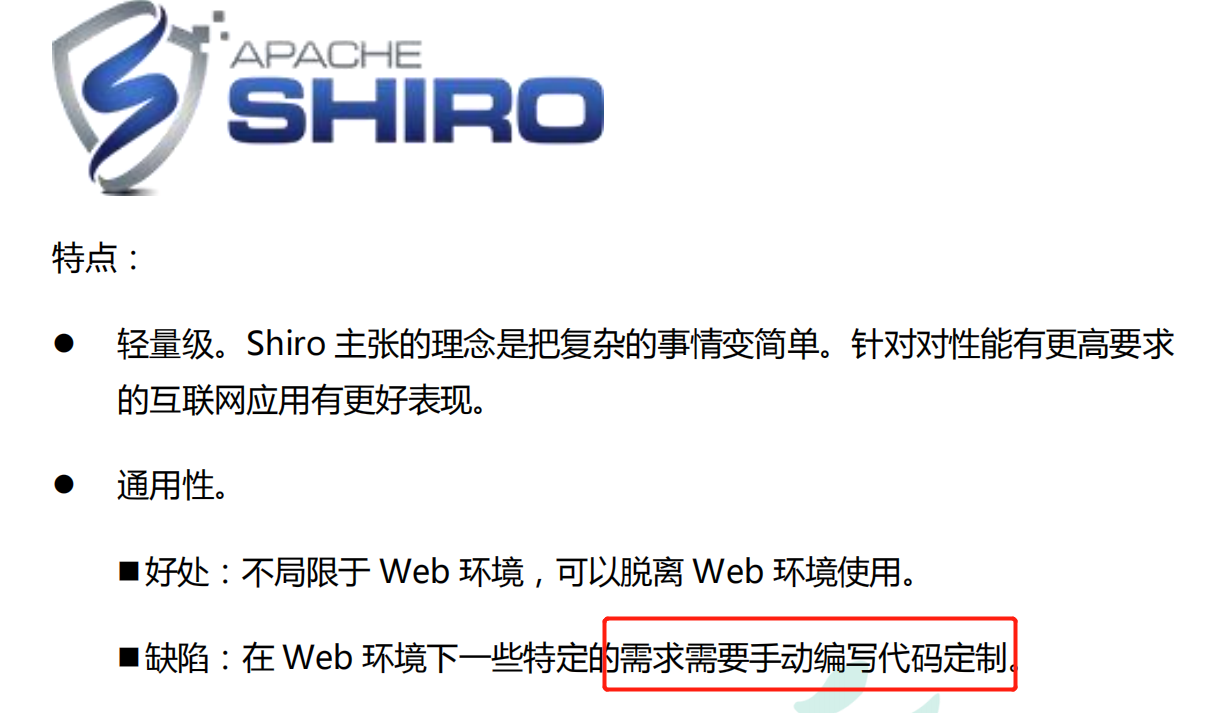 APACHE
SHIRO
特点：
● 轻量级。Shiro 主张的理念是把复杂的事情变简单。针对对性能有更高要求
的互联网应用有更好表现。
● 通用性。
■好处：不局限于 Web 环境，可以脱离 Web 环境使用。
■缺陷：在 Web 环境下一些特定的需求需要手动编写代码定制。